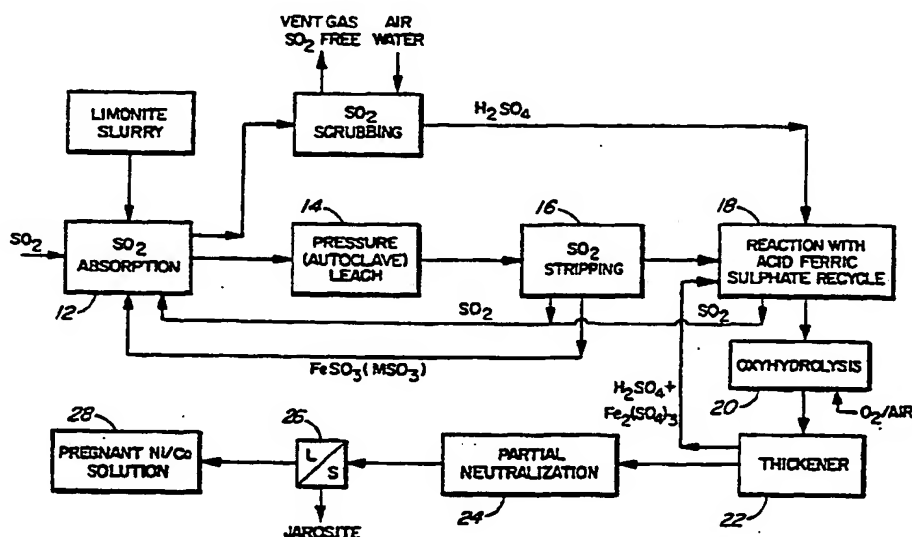 VENT GAS
SO2 FREE
AIR
WATER
LIMONITE
SLURRY
SO2
SCRUBBING
H2SO4
14
16
18
SO2
SO2
ABSORPTION
12
PRESSURE
(AUTOCLAVE)
LEACH
SO2
STRIPPING
REACTION WITH
ACID FERRIC
SULPHATE RECYCLE
SO2
SO2
FeSO3(MSO3)
OXYHYDROLYSIS
20
O2/AIR
H2SO4+
Fe2(SO4)3
28
PREGNANT Ni/Co
SOLUTION
26
L
S
JAROSITE
PARTIAL
NEUTRALIZATION
24
THICKENER
22